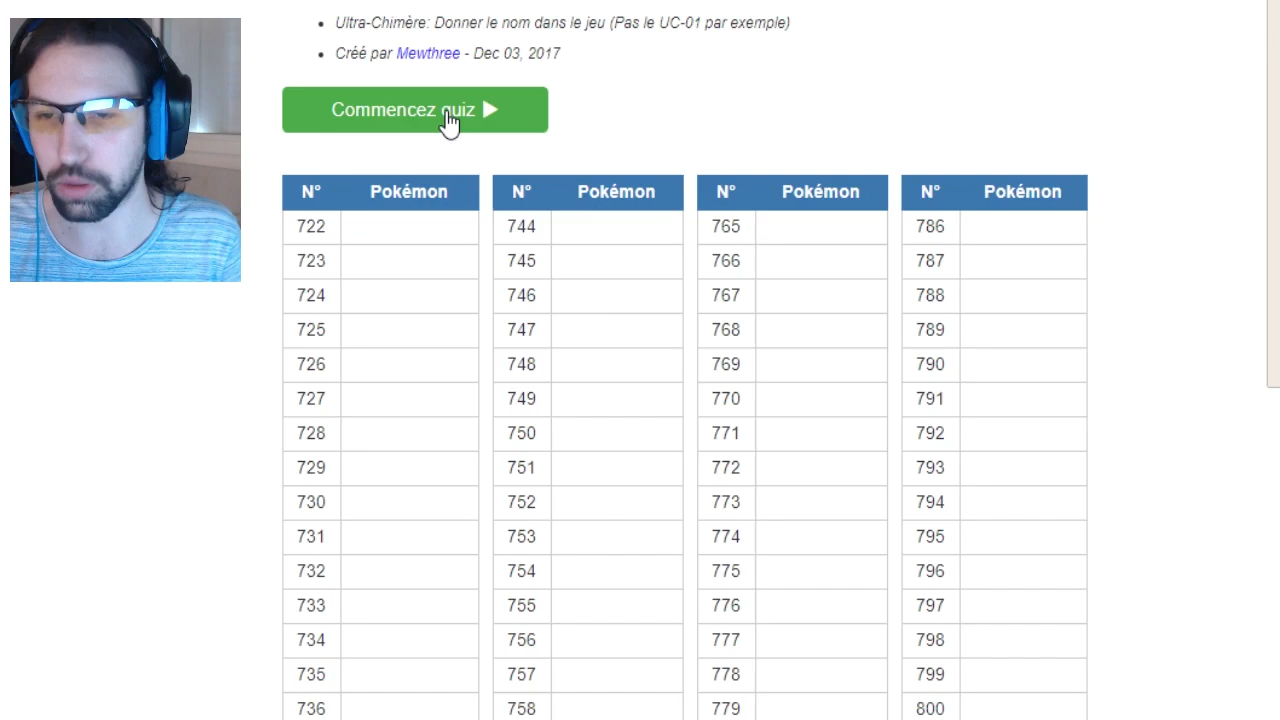 Ultra-Chimère: Donner le nom dans le jeu (Pas le UC-01 par exemple)
Créé par Mewthree - Dec 03, 2017
Commencez quiz
N° Pokémon N° Pokémon N° Pokémon N° Pokémon
722 744 765 786
723 745 766 787
724 746 767 788
725 747 768 789
726 748 769 790
727 749 770 791
728 750 771 792
729 751 772 793
730 752 773 794
731 753 774 795
732 754 775 796
733 755 776 797
734 756 777 798
735 757 778 799
736 758 779 800